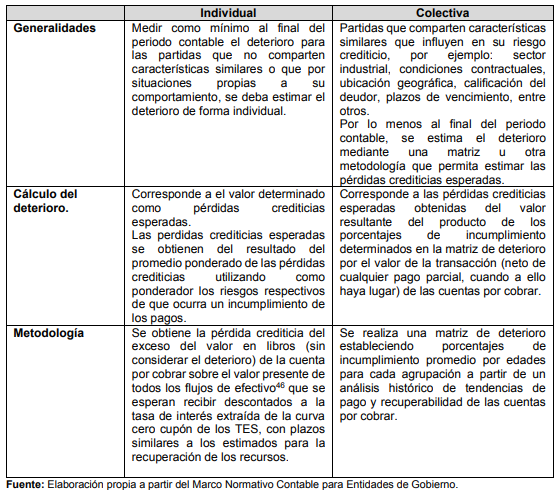 Individual
Colectiva
Generalidades
Medir como mínimo al final del
periodo contable el deterioro para
las partidas que no comparten
características similares o que por
situaciones propias a su
comportamiento, se deba estimar el
deterioro de forma individual.
Partidas que comparten características
similares que influyen en su riesgo
crediticio, por ejemplo: sector
industrial, condiciones contractuales,
ubicación geográfica, calificación del
deudor, plazos de vencimiento, entre
otros.
Por lo menos al final del periodo
contable, se estima el deterioro
mediante una matriz u otra
metodología que permita estimar las
pérdidas crediticias esperadas.
Cálculo del
deterioro.
Corresponde a el valor determinado
como pérdidas crediticias
esperadas.
Las perdidas crediticias esperadas
se obtienen del resultado del
promedio ponderado de las pérdidas
crediticias utilizando como
ponderador los riesgos respectivos
de que ocurra un incumplimiento de
los pagos.
Corresponde a las pérdidas crediticias
esperadas obtenidas del valor
resultante del producto de los
porcentajes de incumplimiento
determinados en la matriz de deterioro
por el valor de la transacción (neto de
cualquier pago parcial, cuando a ello
haya lugar) de las cuentas por cobrar.
Metodología
Se obtiene la pérdida crediticia del
exceso del valor en libros (sin
considerar el deterioro) de la cuenta
por cobrar sobre el valor presente de
todos los flujos de efectivo46 que se
esperan recibir descontados a la
tasa de interés extraída de la curva
cero cupón de los TES, con plazos
similares a los estimados para la
recuperación de los recursos.
Se realiza una matriz de deterioro
estableciendo porcentajes de
incumplimiento promedio por edades
para cada agrupación a partir de un
análisis histórico de tendencias de
pago y recuperabilidad de las cuentas
por cobrar.
Fuente: Elaboración propia a partir del Marco Normativo Contable para Entidades de Gobierno.